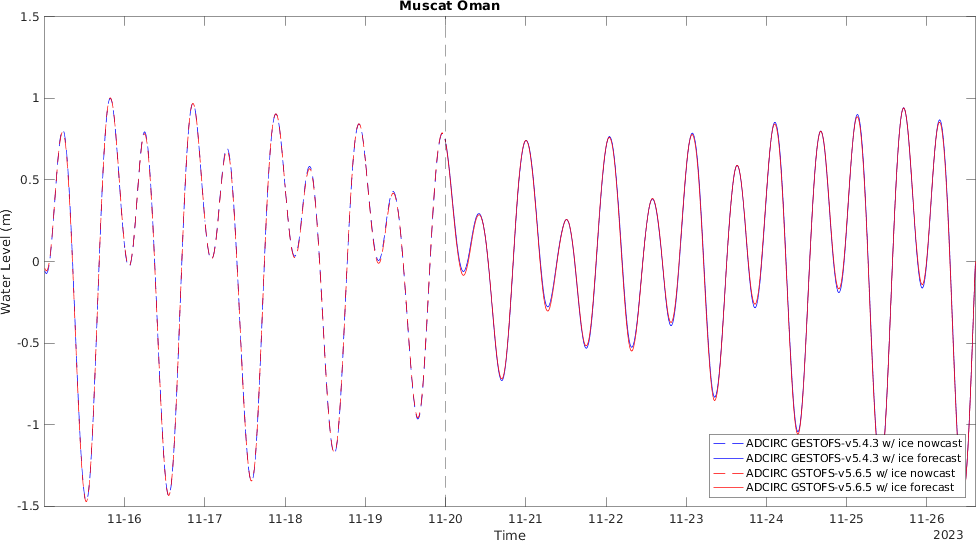 Muscat Oman
1.5
1
0.5
0
-0.5
-1
-1.5
Water Level (m)
11-16
11-17
11-18
11-19
11-20
11-21
11-22
11-23
11-24
11-25
11-26
2023
Time
ADCIRC GESTOFS-v5.4.3 w/ ice nowcast
ADCIRC GESTOFS-v5.4.3 w/ ice forecast
ADCIRC GSTOFS-v5.6.5 w/ ice nowcast
ADCIRC GSTOFS-v5.6.5 w/ ice forecast